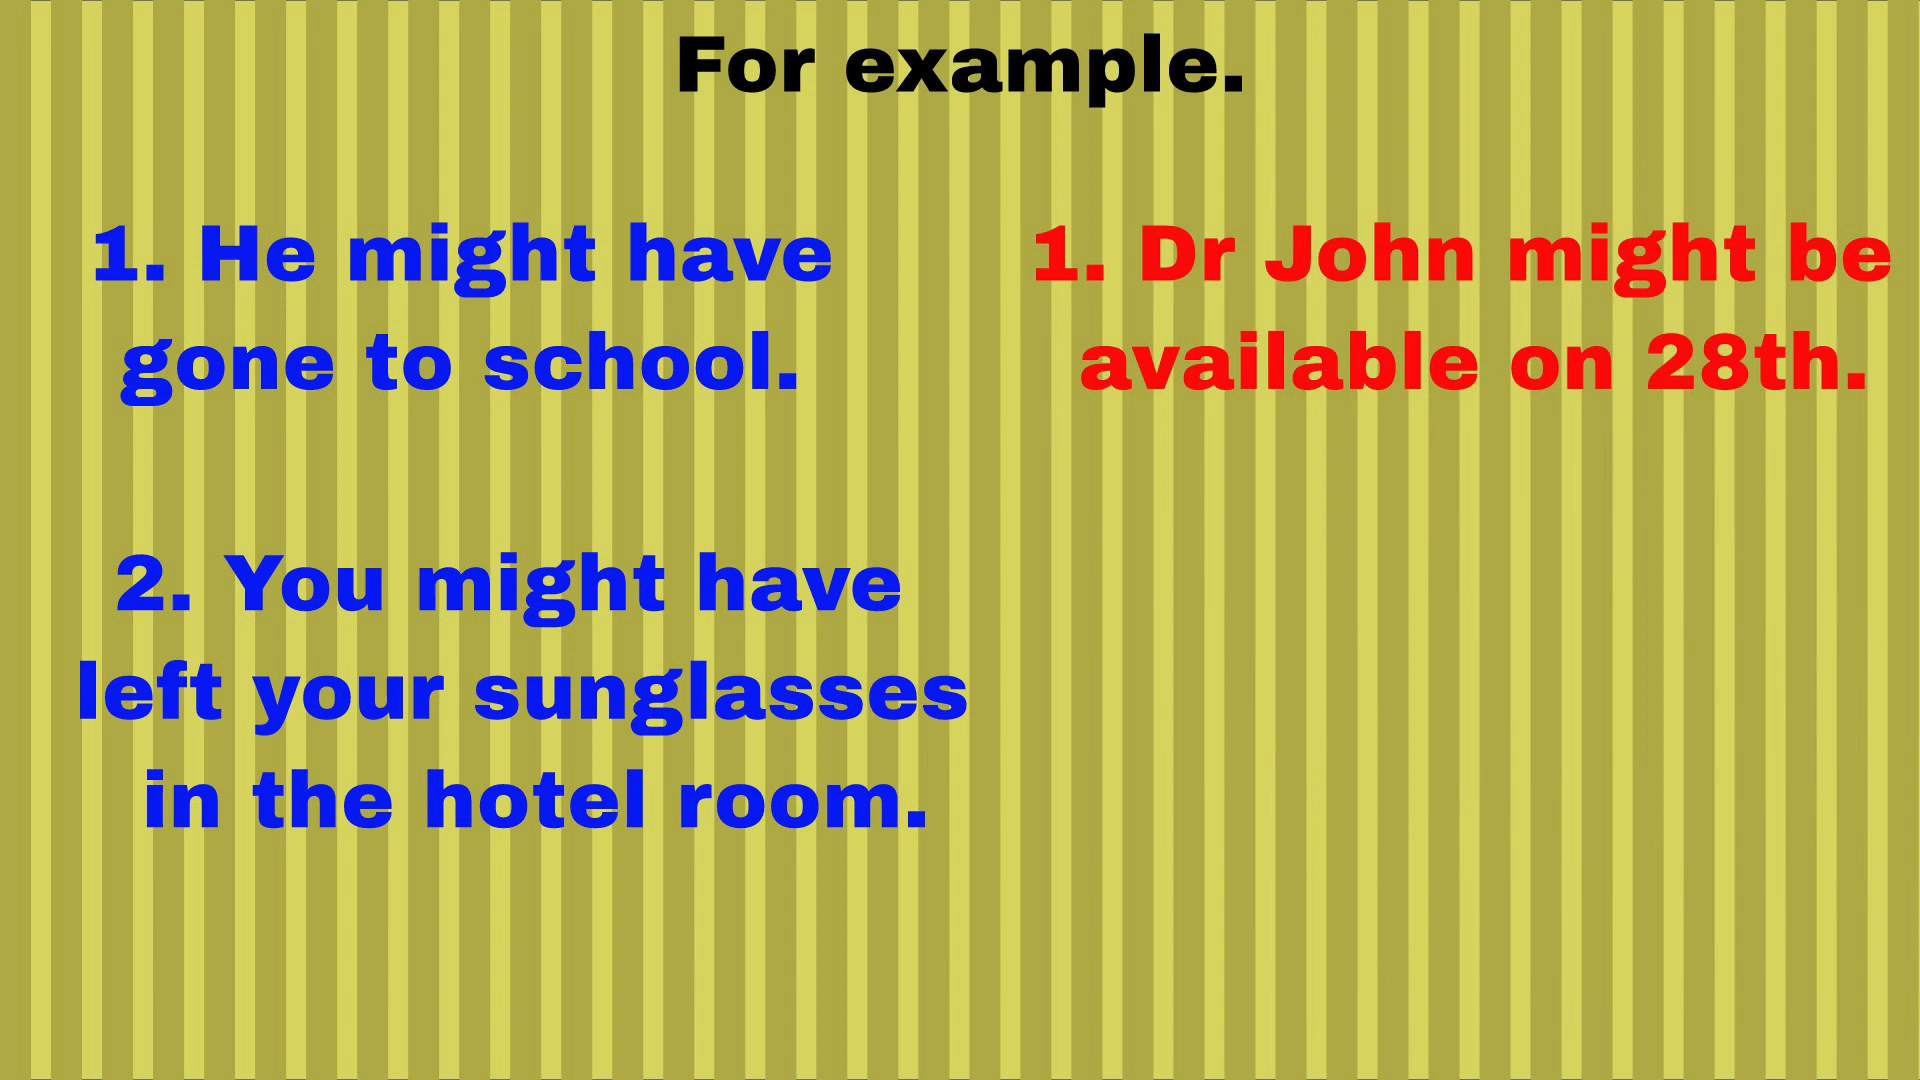 For example.
1. He might have
gone to school.
2. You might have
left your sunglasses
in the hotel room.
1. Dr John might be
available on 28th.